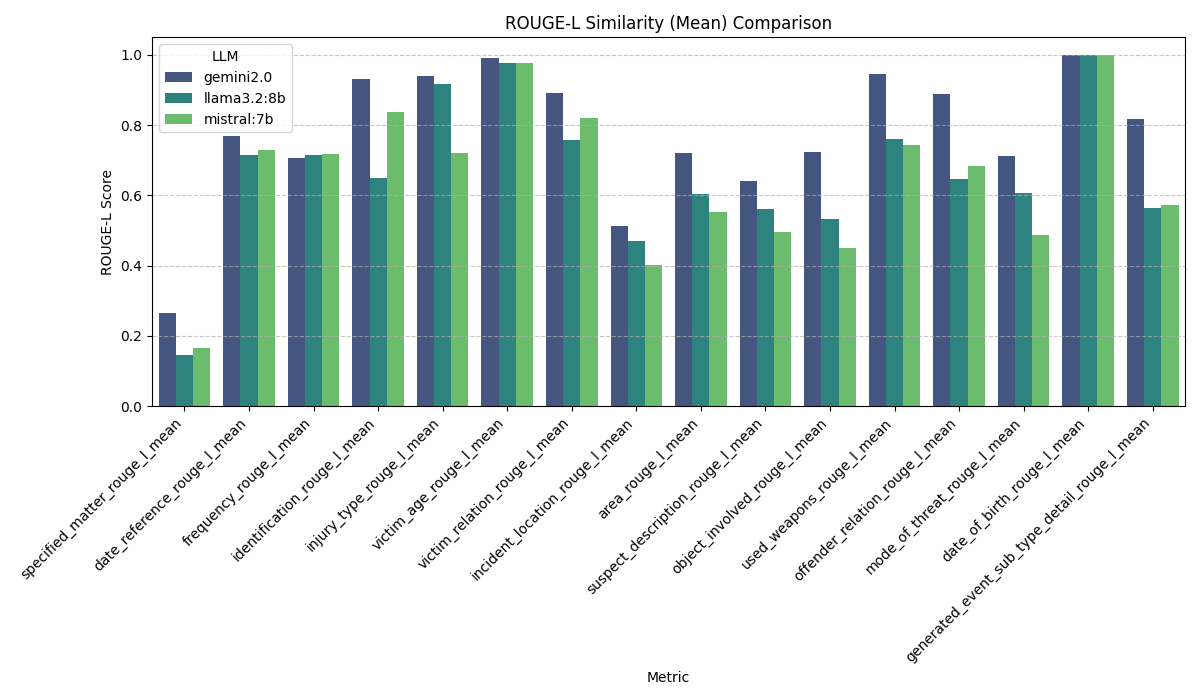 ROUGE-L Similarity (Mean) Comparison
LLM
gemini2.0
llama3.2:8b
mistral:7b
ROUGE-L Score
1.0
0.8
0.6
0.4
0.2
0.0
specified_matter_rouge_l_mean
date_reference_rouge_l_mean
frequency_rouge_l_mean
identification_rouge_l_mean
injury_type_rouge_l_mean
victim_age_rouge_l_mean
victim_relation_rouge_l_mean
incident_location_rouge_l_mean
area_rouge_l_mean
suspect_description_rouge_l_mean
object_involved_rouge_l_mean
used_weapons_rouge_l_mean
offender_relation_rouge_l_mean
mode_of_threat_rouge_l_mean
date_of_birth_rouge_l_mean
generated_event_sub_type_detail_rouge_l_mean
Metric